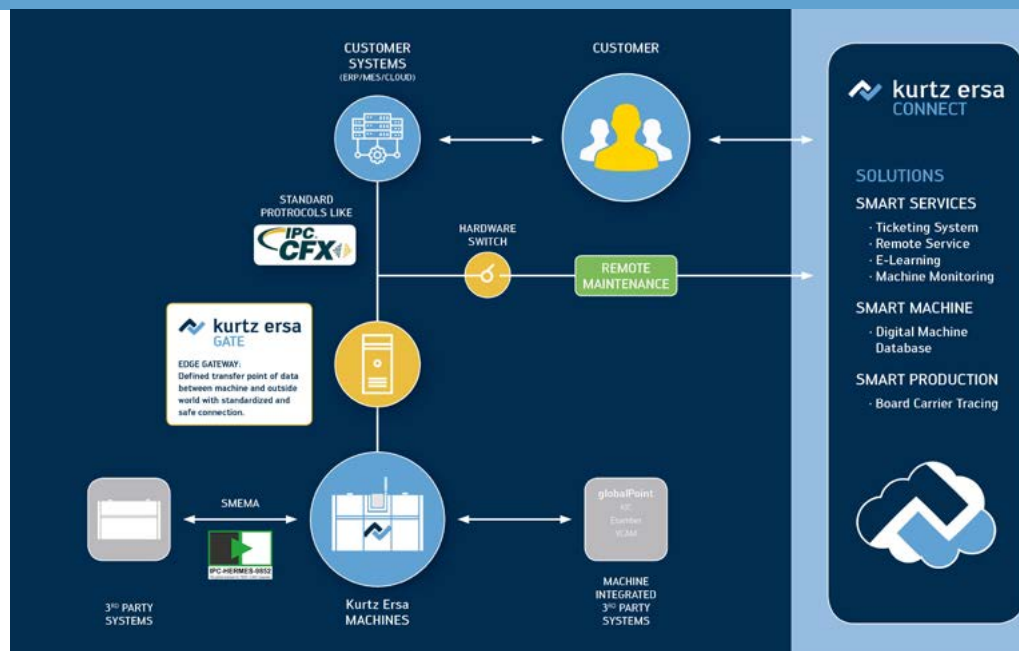 CUSTOMER
SYSTEMS
(ERP/MES/CLOUD)
CUSTOMER
STANDARD
PROTROCOLS LIKE
IPC.
CFX
HARDWARE
SWITCH
REMOTE
MAINTENANCE
kurtz ersa
GATE
EDGE GATEWAY:
Defined transfer point of data
between machine and outside
world with standardized and
safe connection.
SMEMA
IPC-HERMES-9852
3RD PARTY
SYSTEMS
Kurtz Ersa
MACHINES
globalPoint
MACHINE
INTEGRATED
3RD PARTY
SYSTEMS
kurtz ersa
CONNECT
SOLUTIONS
SMART SERVICES
· Ticketing System
· Remote Service
· E-Learning
· Machine Monitoring
SMART MACHINE
· Digital Machine
Database
SMART PRODUCTION
· Board Carrier Tracing